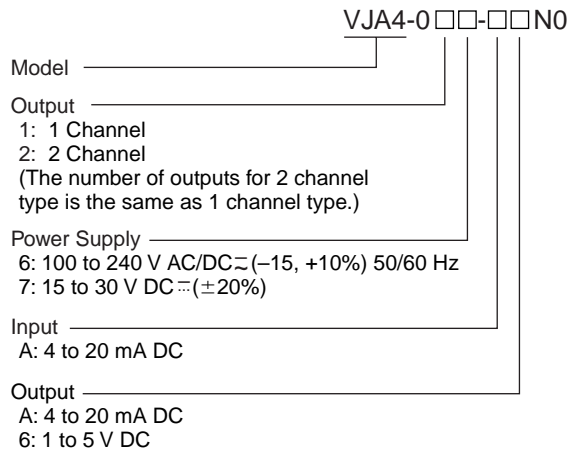 VJA4-0□□-□□N0
Model
Output
1: 1 Channel
2: 2 Channel
(The number of outputs for 2 channel
type is the same as 1 channel type.)
Power Supply
6: 100 to 240 V AC/DC⎓(–15, +10%) 50/60 Hz
7: 15 to 30 V DC⎓(±20%)
Input
A: 4 to 20 mA DC
Output
A: 4 to 20 mA DC
6: 1 to 5 V DC